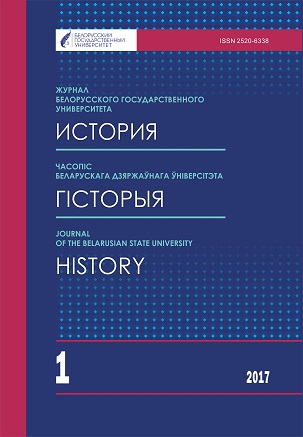 БЕЛОРУССКИЙ
ГОСУДАРСТВЕННЫЙ
УНИВЕРСИТЕТ
ISSN 2520-6338
ЖУРНАЛ
БЕЛОРУССКОГО ГОСУДАРСТВЕННОГО
УНИВЕРСИТЕТА
ИСТОРИЯ
ЧАСОПІС
БЕЛАРУСКАГА ДЗЯРЖАЎНАГА ЎНІВЕРСІТЭТА
ГІСТОРЫЯ
JOURNAL
OF THE BELARUSIAN STATE UNIVERSITY
HISTORY
1
2017